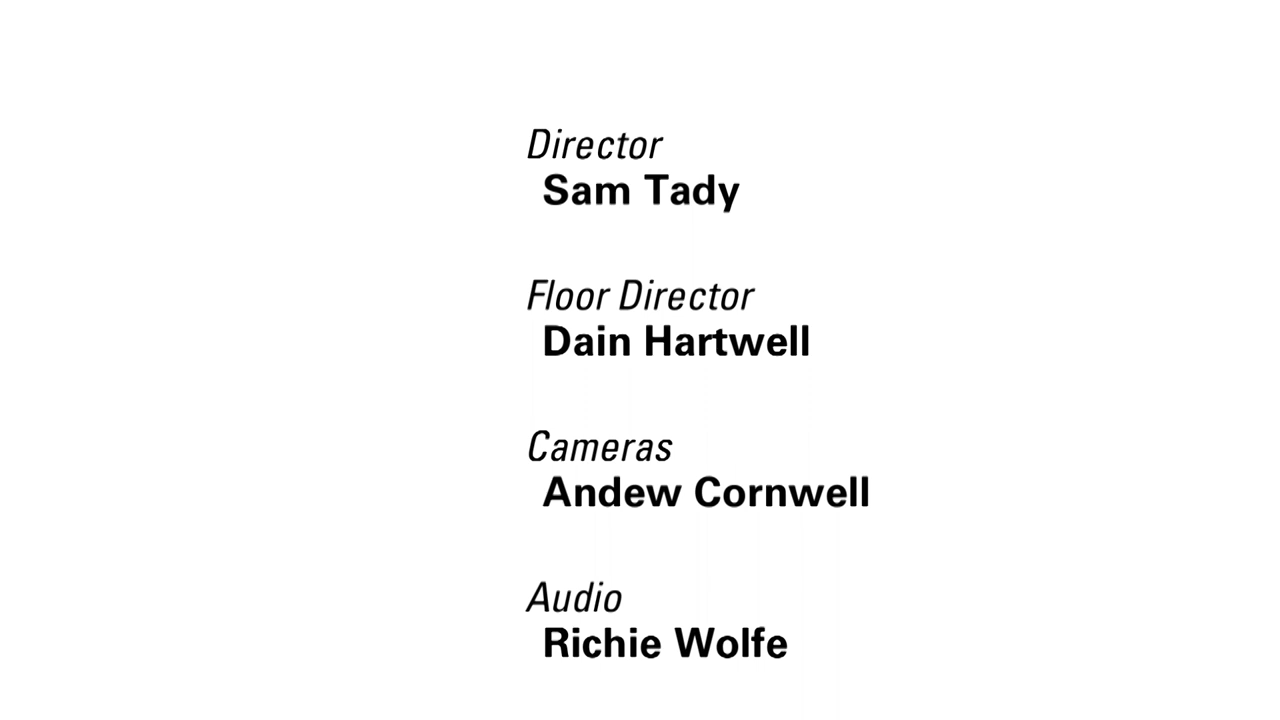 Director
Sam Tady
Floor Director
Dain Hartwell
Cameras
Andew Cornwell
Audio
Richie Wolfe